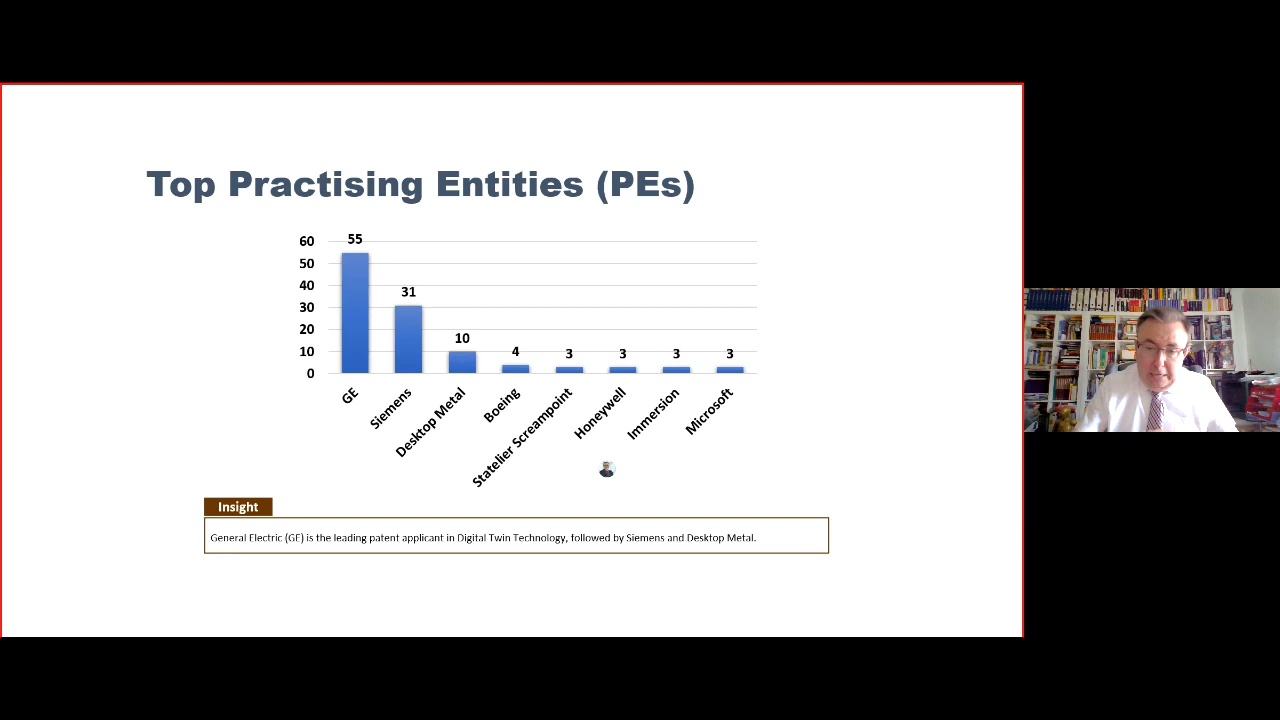 Top Practising Entities (PEs)
60
50
40
30
20
10
0
55
31
10
4
3
3
3
3
GE
Siemens
Desktop Metal
Boeing
Statelier Screampoint
Honeywell
Immersion
Microsoft
Insight
General Electric (GE) is the leading patent applicant in Digital Twin Technology, followed by Siemens and Desktop Metal.